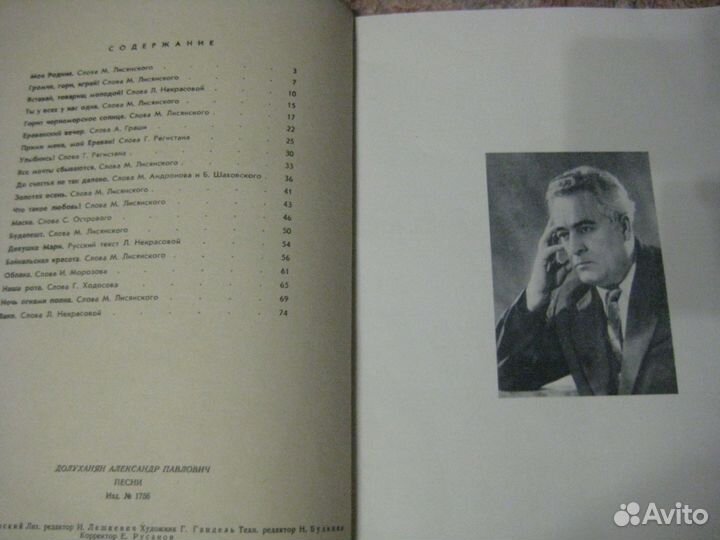 СОДЕРЖАНИЕ
Моя Родина. Слова М. Лисянского 3
Громче, горн, играй! Слова М. Лисянского 7
Вставай, товарищ молодой! Слова Л. Некрасовой 10
Ты у всех у нас одна. Слова М. Лисянского 15
Горит черноморское солнце. Слова М. Лисянского 17
Ереванский вечер. Слова А. Граши 22
Прими меня, мой Ереван! Слова Г. Регистана 25
Улыбнись! Слова Г. Регистана 30
Все мечты сбываются. Слова М. Лисянского 33
До счастья не так далеко. Слова М. Андронова и Б. Шаховского 36
Золотая осень. Слова М. Лисянского 41
Что такое любовь! Слова М. Лисянского 43
Маска. Слова С. Острового 46
Будапешт. Слова М. Лисянского 50
Девушка Мари. Русский текст Л. Некрасовой 54
Байкальская красота. Слова М. Лисянского 56
Облака. Слова И. Морозова 61
Наша рота. Слова Г. Ходосова 65
Ночь огнями полна. Слова М. Лисянского 69
Слова Л. Некрасовой 74
ДОЛУХАНЯН АЛЕКСАНДР ПАВЛОВИЧ
ПЕСНИ
Изд. № 1756
Лит. редактор И. Ляшкевич Художник Г. Гиндель Техн. редактор Н.
Корректор Е. Русаков
Avito